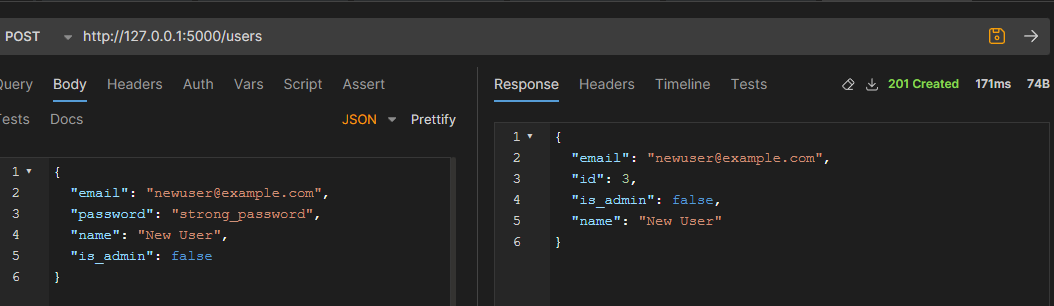 POST http://127.0.0.1:5000/users
Query Body Headers Auth Vars Script Assert
Tests Docs JSON Prettify
1 {
2 "email": "newuser@example.com",
3 "password": "strong_password",
4 "name": "New User",
5 "is_admin": false
6 }
Response Headers Timeline Tests 201 Created 171ms 74B
1 {
2 "email": "newuser@example.com",
3 "id": 3,
4 "is_admin": false,
5 "name": "New User"
6 }